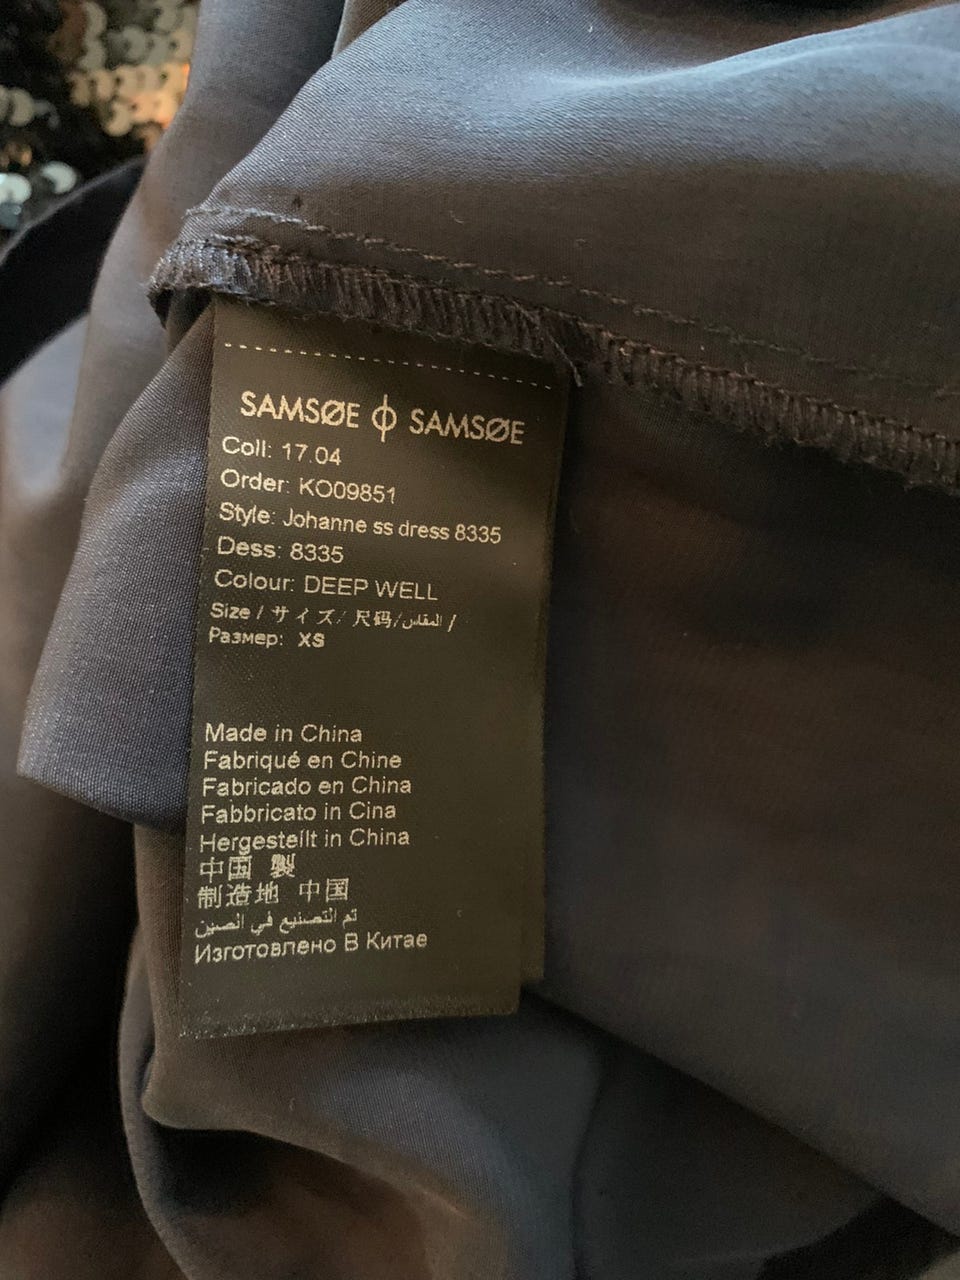 SAMSØE ϕ SAMSØE
Coll: 17.04
Order: KO09851
Style: Johanne ss dress 8335
Dess: 8335
Colour: DEEP WELL
Size / サイズ/ 尺码/المقاس /
Размер: XS
Made in China
Fabriqué en Chine
Fabricado en China
Fabbricato in Cina
Hergesteilt in China
中国 製
制造地 中国
تم التصنيع في الصين
Изготовлено В Китае